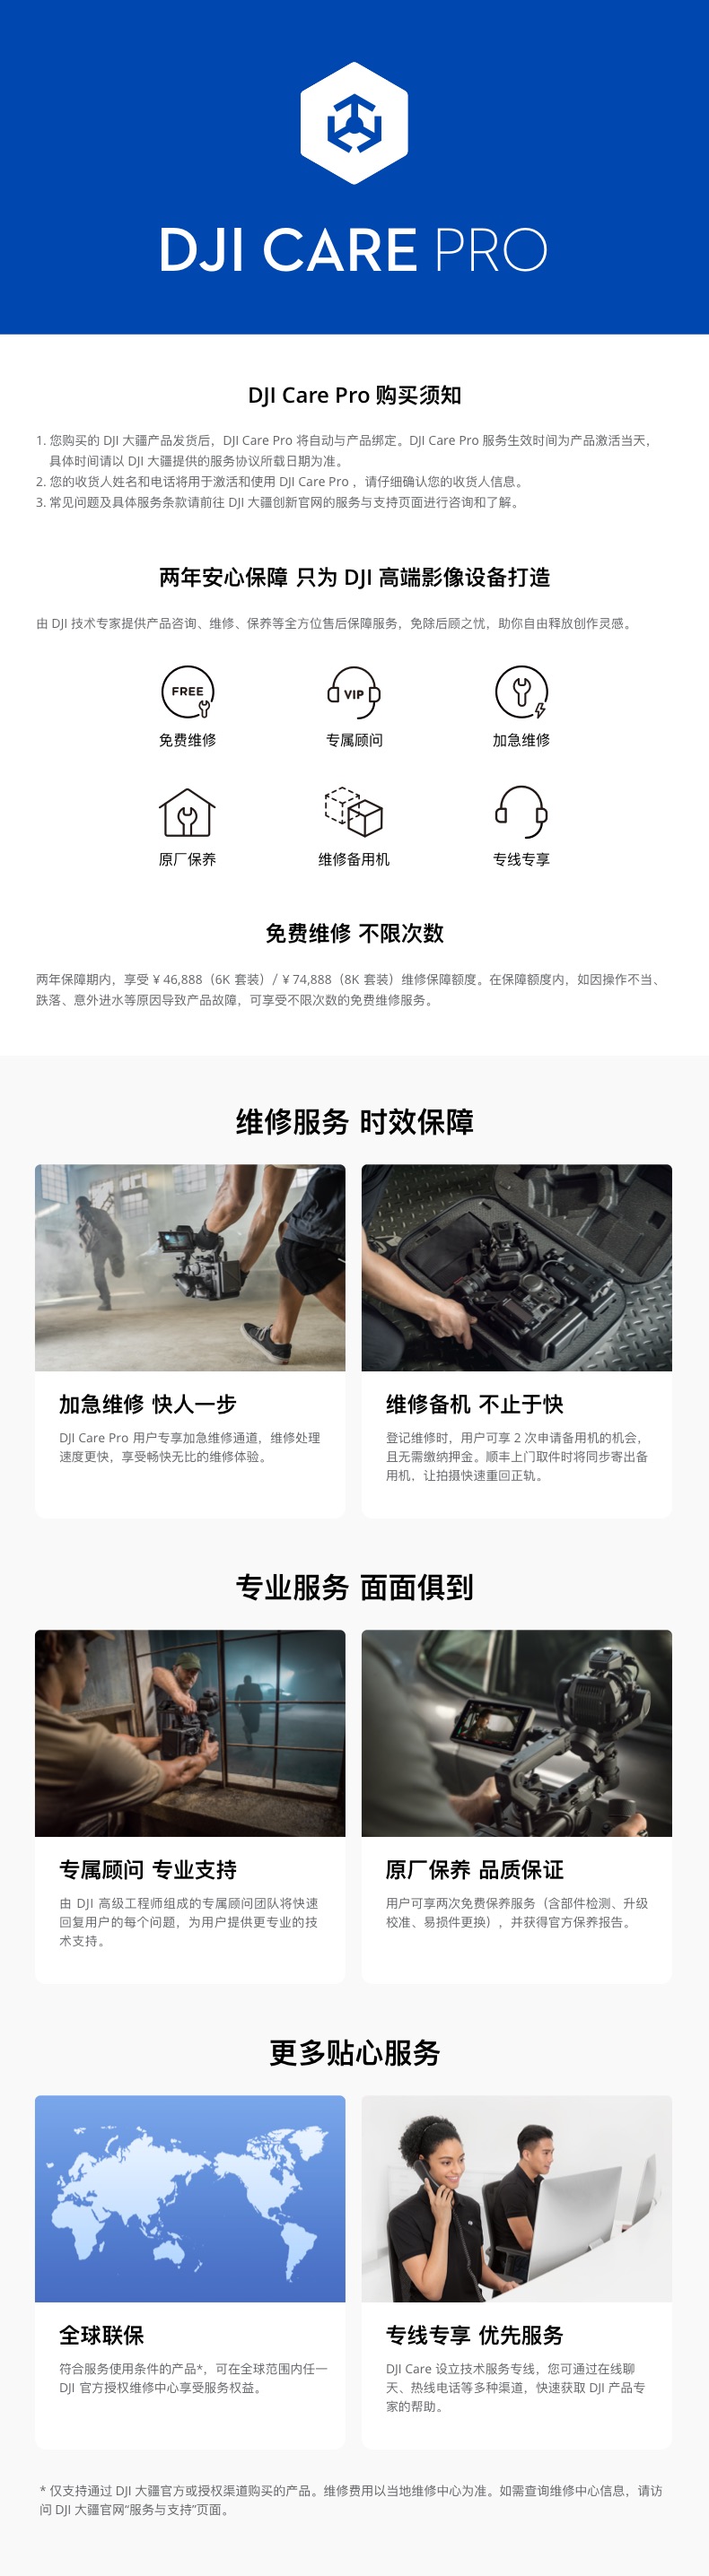 DJI CARE PRO
DJI Care Pro 购买须知
1. 您购买的 DJI 大疆产品发货后，DJI Care Pro 将自动与产品绑定。DJI Care Pro 服务生效时间为产品激活当天，
具体时间请以 DJI 大疆提供的服务协议所载日期为准。
2. 您的收货人姓名和电话将用于激活和使用 DJI Care Pro ，请仔细确认您的收货人信息。
3. 常见问题及具体服务条款请前往 DJI 大疆创新官网的服务与支持页面进行咨询和了解。
两年安心保障 只为 DJI 高端影像设备打造
由 DJI 技术专家提供产品咨询、维修、保养等全方位售后保障服务，免除后顾之忧，助你自由释放创作灵感。
FREE
VIP
免费维修
专属顾问
加急维修
原厂保养
维修备用机
专线专享
免费维修 不限次数
两年保障期内，享受 ¥ 46,888（6K 套装）/ ¥ 74,888（8K 套装）维修保障额度。在保障额度内，如因操作不当、
跌落、意外进水等原因导致产品故障，可享受不限次数的免费维修服务。
维修服务 时效保障
加急维修 快人一步
DJI Care Pro 用户专享加急维修通道，维修处理
速度更快，享受畅快无比的维修体验。
维修备机 不止于快
登记维修时，用户可享 2 次申请备用机的机会，
且无需缴纳押金。顺丰上门取件时将同步寄出备
用机，让拍摄快速重回正轨。
专业服务 面面俱到
专属顾问 专业支持
由 DJI 高级工程师组成的专属顾问团队将快速
回复用户的每个问题，为用户提供更专业的技
术支持。
原厂保养 品质保证
用户可享两次免费保养服务（含部件检测、升级
校准、易损件更换），并获得官方保养报告。
更多贴心服务
全球联保
符合服务使用条件的产品*，可在全球范围内任一
DJI 官方授权维修中心享受服务权益。
专线专享 优先服务
DJI Care 设立技术服务专线，您可通过在线聊
天、热线电话等多种渠道，快速获取 DJI 产品专
家的帮助。
* 仅支持通过 DJI 大疆官方或授权渠道购买的产品。维修费用以当地维修中心为准。如需查询维修中心信息，请访
问 DJI 大疆官网“服务与支持”页面。